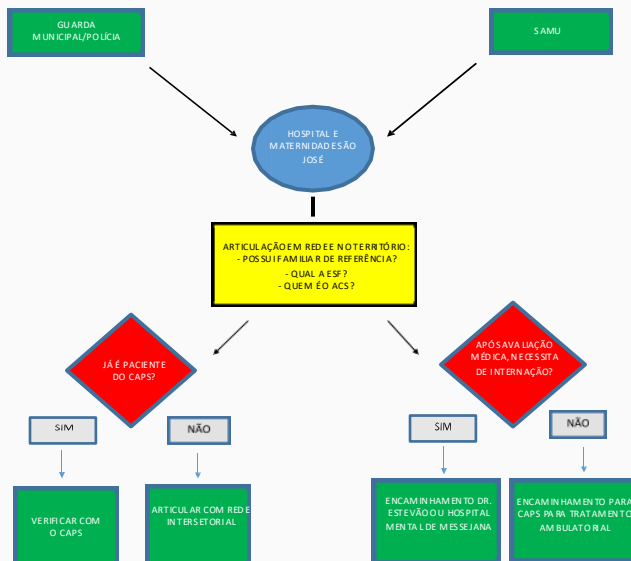 GUARDA
MUNICIPAL/POLÍCIA
SAMU
HOSPITAL E
MATERNIDADE SÃO
JOSÉ
ARTICULAÇÃO EM REDE E NO TERRITÓRIO:
- POSSUI FAMILIAR DE REFERÊNCIA?
- QUAL A ESF?
- QUEM É O ACS?
JÁ É PACIENTE
DO CAPS?
APÓS AVALIAÇÃO
MÉDICA, NECESSITA
DE INTERNAÇÃO?
SIM
NÃO
SIM
NÃO
VERIFICAR COM
O CAPS
ARTICULAR COM REDE
INTERSETORIAL
ENCAMINHAMENTO DR.
ESTEVÃO OU HOSPITAL
MENTAL DE MESSEJANA
ENCAMINHAMENTO PARA
CAPS PARA TRATAMENTO
AMBULATORIAL